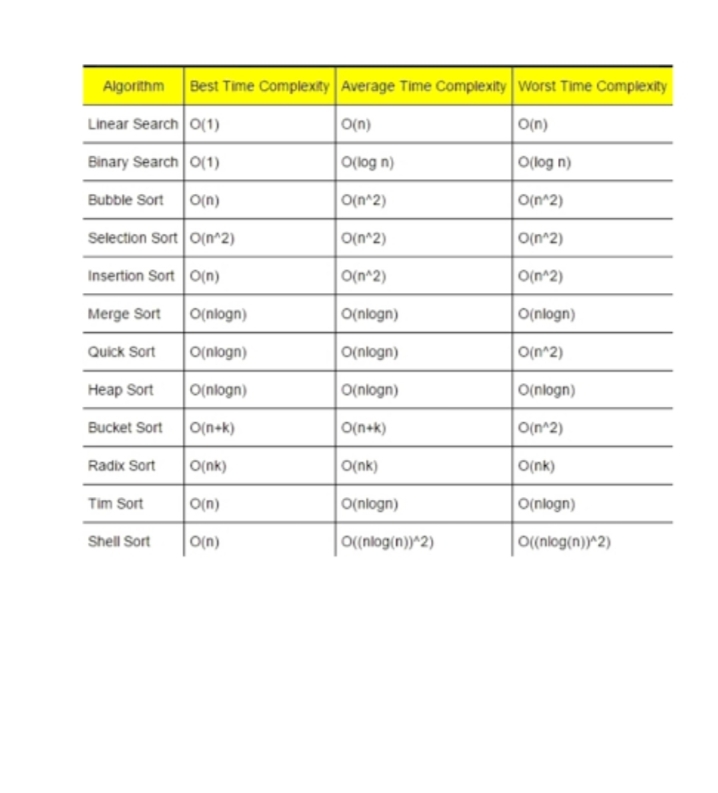 Algorithm Best Time Complexity Average Time Complexity Worst Time Complexity
Linear Search O(1) O(n) O(n)
Binary Search O(1) O(log n) O(log n)
Bubble Sort O(n) O(n^2) O(n^2)
Selection Sort O(n^2) O(n^2) O(n^2)
Insertion Sort O(n) O(n^2) O(n^2)
Merge Sort O(nlogn) O(nlogn) O(nlogn)
Quick Sort O(nlogn) O(nlogn) O(n^2)
Heap Sort O(nlogn) O(nlogn) O(nlogn)
Bucket Sort O(n+k) O(n+k) O(n^2)
Radix Sort O(nk) O(nk) O(nk)
Tim Sort O(n) O(nlogn) O(nlogn)
Shell Sort O(n) O((nlog(n))^2) O((nlog(n))^2)